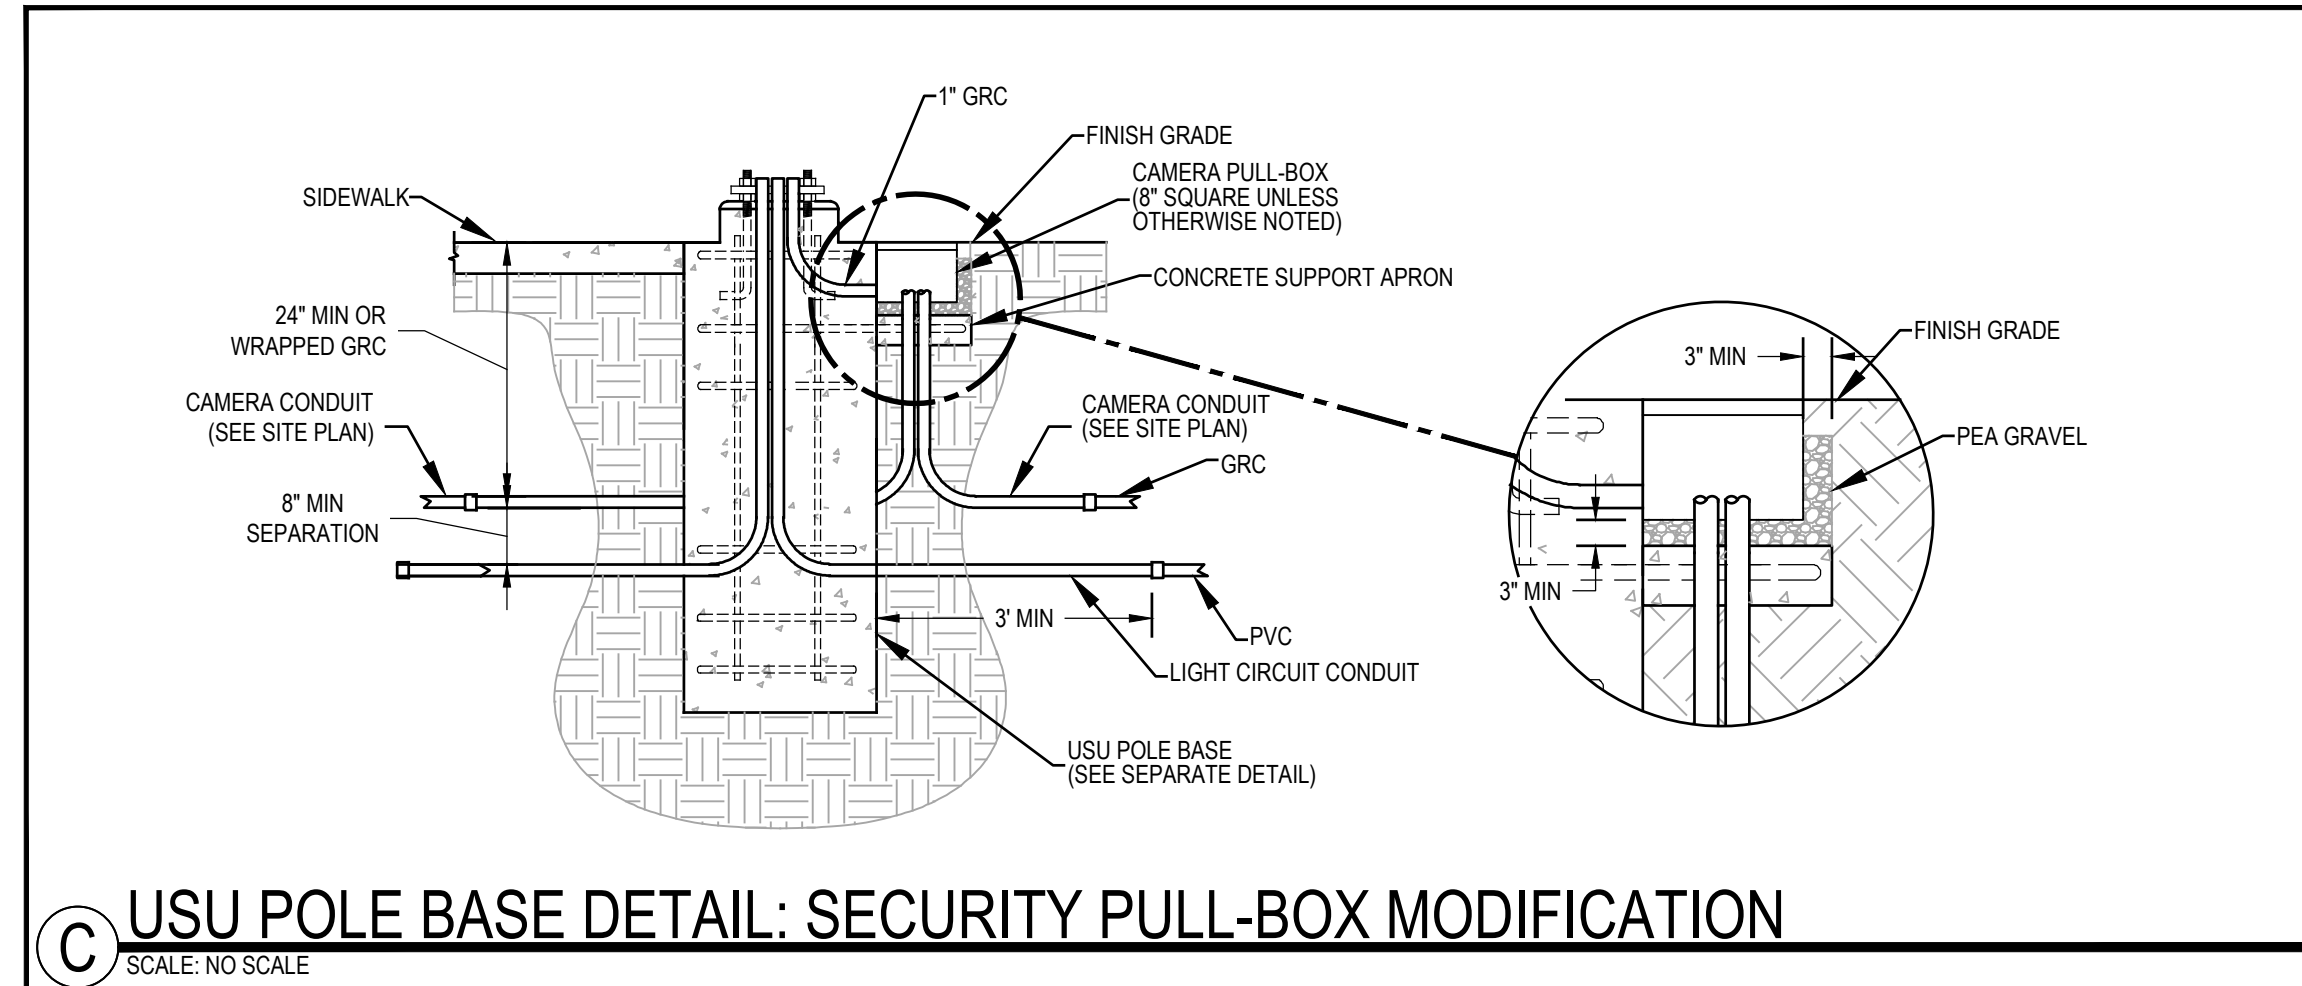 1" GRC
FINISH GRADE
CAMERA PULL-BOX
(8" SQUARE UNLESS
OTHERWISE NOTED)
SIDEWALK
CONCRETE SUPPORT APRON
24" MIN OR
WRAPPED GRC
CAMERA CONDUIT
(SEE SITE PLAN)
8" MIN
SEPARATION
CAMERA CONDUIT
(SEE SITE PLAN)
GRC
3' MIN
PVC
LIGHT CIRCUIT CONDUIT
USU POLE BASE
(SEE SEPARATE DETAIL)
FINISH GRADE
3" MIN
PEA GRAVEL
3" MIN
C
USU POLE BASE DETAIL: SECURITY PULL-BOX MODIFICATION
SCALE: NO SCALE